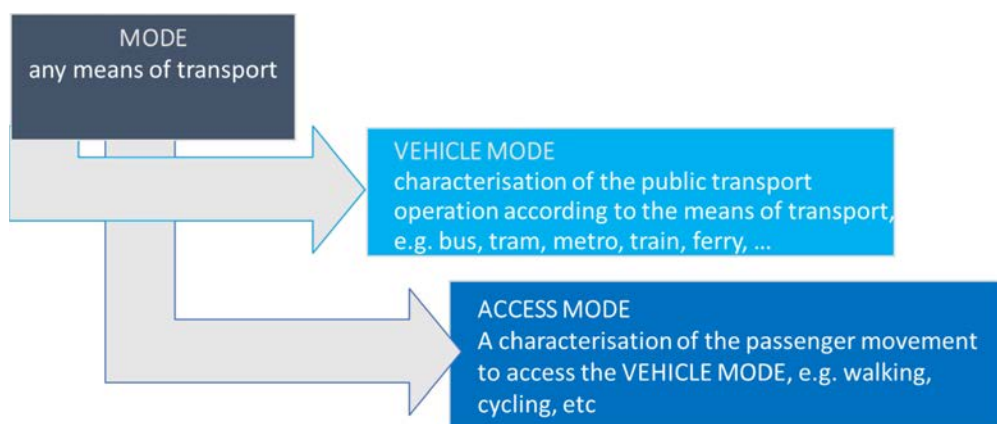 MODE
any means of transport
VEHICLE MODE
characterisation of the public transport
operation according to the means of transport,
e.g. bus, tram, metro, train, ferry, ...
ACCESS MODE
A characterisation of the passenger movement
to access the VEHICLE MODE, e.g. walking,
cycling, etc